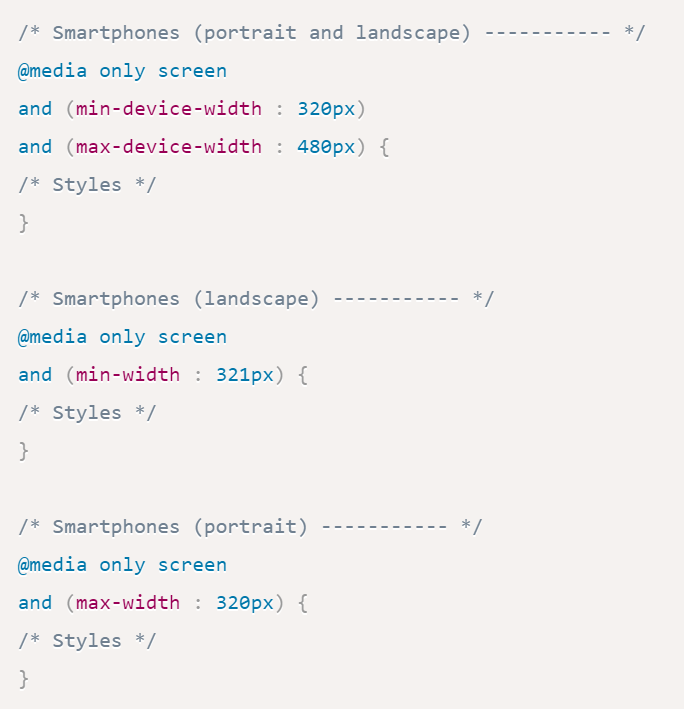 /* Smartphones (portrait and landscape) ----------- */
@media only screen
and (min-device-width : 320px)
and (max-device-width : 480px) {
/* Styles */
}

/* Smartphones (landscape) ----------- */
@media only screen
and (min-width : 321px) {
/* Styles */
}

/* Smartphones (portrait) ----------- */
@media only screen
and (max-width : 320px) {
/* Styles */
}